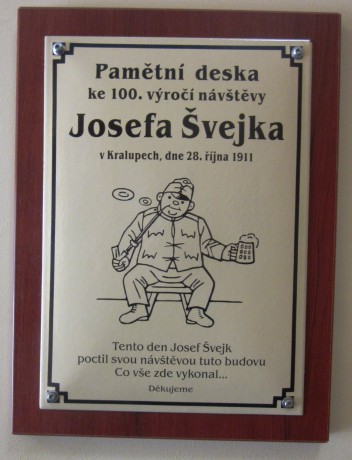 Pamětní deska
ke 100. výročí návštěvy
Josefa Švejka
v Kralupech, dne 28. října 1911
Tento den Josef Švejk
poctil svou návštěvou tuto budovu
Co vše zde vykonal...
Děkujeme